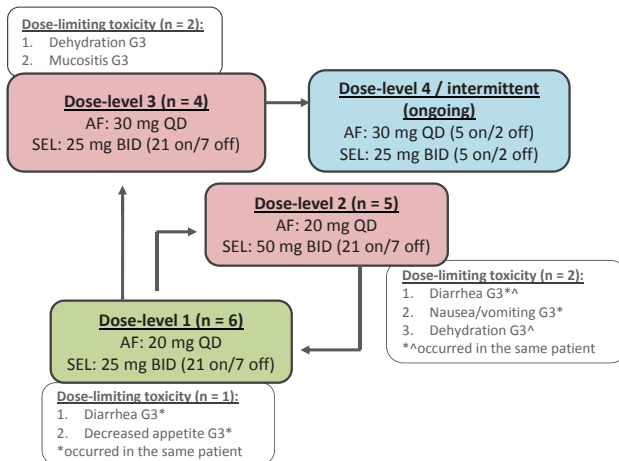 Dose-limiting toxicity (n = 2):
1. Dehydration G3
2. Mucositis G3
Dose-level 3 (n = 4)
AF: 30 mg QD
SEL: 25 mg BID (21 on/7 off)
Dose-level 4 / intermittent
(ongoing)
AF: 30 mg QD (5 on/2 off)
SEL: 25 mg BID (5 on/2 off)
Dose-level 2 (n = 5)
AF: 20 mg QD
SEL: 50 mg BID (21 on/7 off)
Dose-limiting toxicity (n = 2):
1. Diarrhea G3*^
2. Nausea/vomiting G3*
3. Dehydration G3^
*^occurred in the same patient
Dose-level 1 (n = 6)
AF: 20 mg QD
SEL: 25 mg BID (21 on/7 off)
Dose-limiting toxicity (n = 1):
1. Diarrhea G3*
2. Decreased appetite G3*
*occurred in the same patient